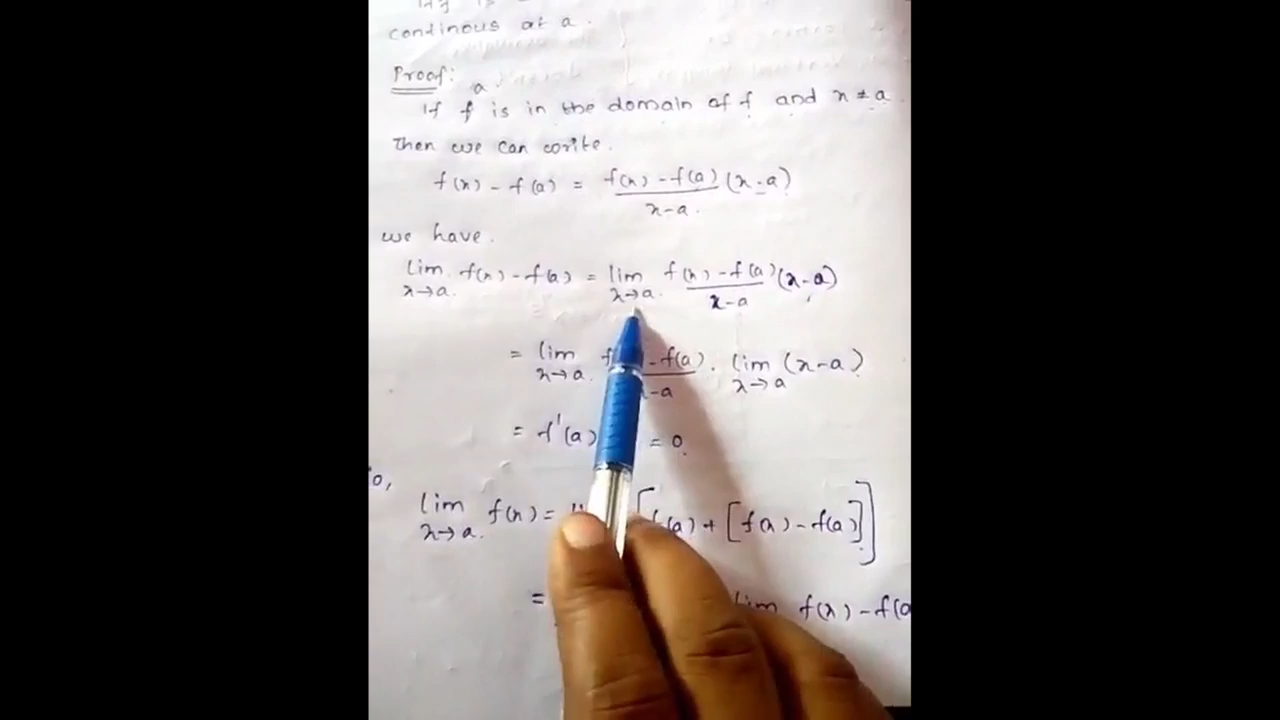 continous at a.
Proof:
a
If f is in the domain of f and x ≠ a.
Then we can write.
f(x) - f(a) = f(x) - f(a) / x-a. (x-a)
we have.
lim x→a. f(x) - f(a) = lim x→a. f(x) - f(a) / x-a (x-a)
= lim x→a. - f(a) / -a . lim x→a (x-a)
= f'(a) = 0.
lim x→a. f(x) = (a) + [f(x) - f(a)]]
= lim f(x) - f(a